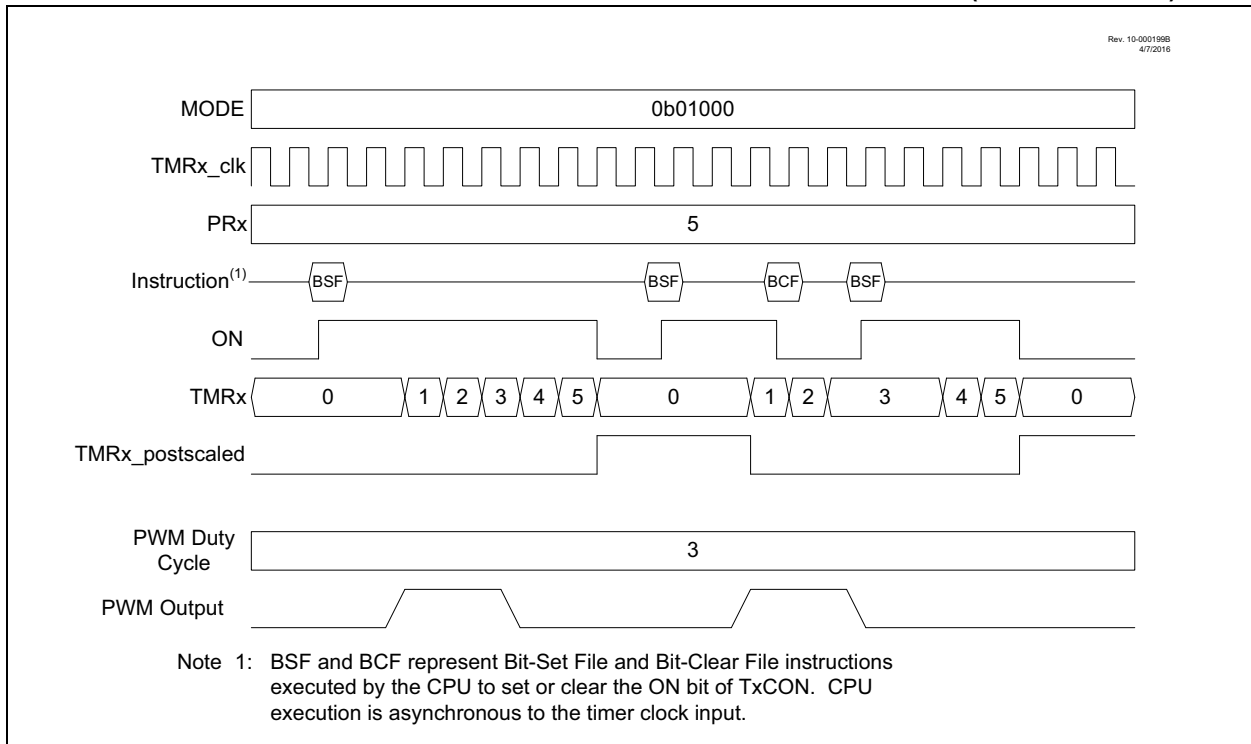 Rev. 10-000199B
4/7/2016
MODE 0b01000
TMRx_clk
PRx 5
Instruction(1) BSF BSF BCF BSF
ON
TMRx 0 1 2 3 4 5 0 1 2 3 4 5 0
TMRx_postscaled
PWM Duty
Cycle 3
PWM Output
Note 1: BSF and BCF represent Bit-Set File and Bit-Clear File instructions
executed by the CPU to set or clear the ON bit of TxCON. CPU
execution is asynchronous to the timer clock input.